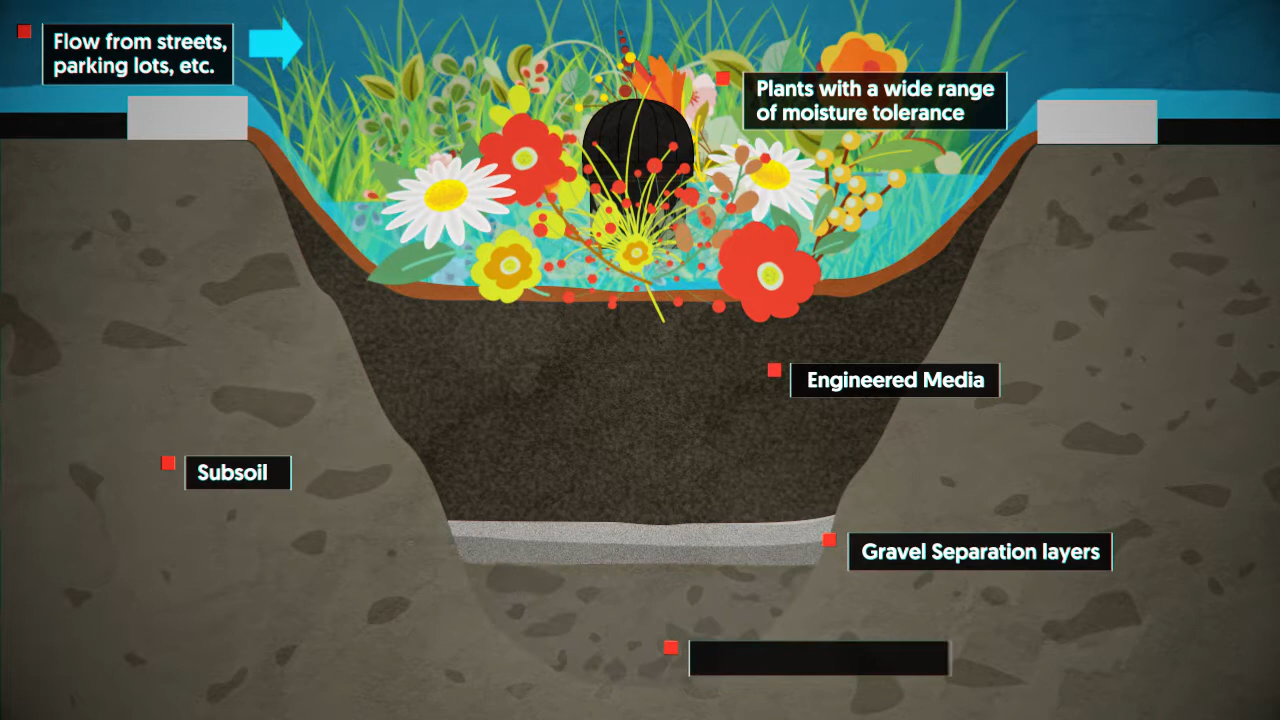 Flow from streets,
parking lots, etc.
Plants with a wide range
of moisture tolerance
Engineered Media
Subsoil
Gravel Separation layers